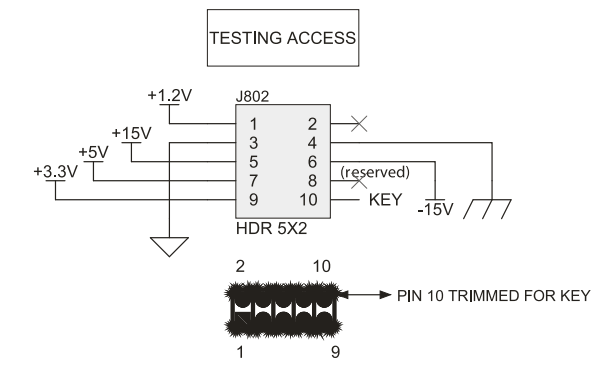 TESTING ACCESS
J802
+1.2V
1 2
+15V
3 4
5 6
+5V
(reserved)
+3.3V
7 8
9 10 KEY
-15V
HDR 5X2
2 10
PIN 10 TRIMMED FOR KEY
1 9